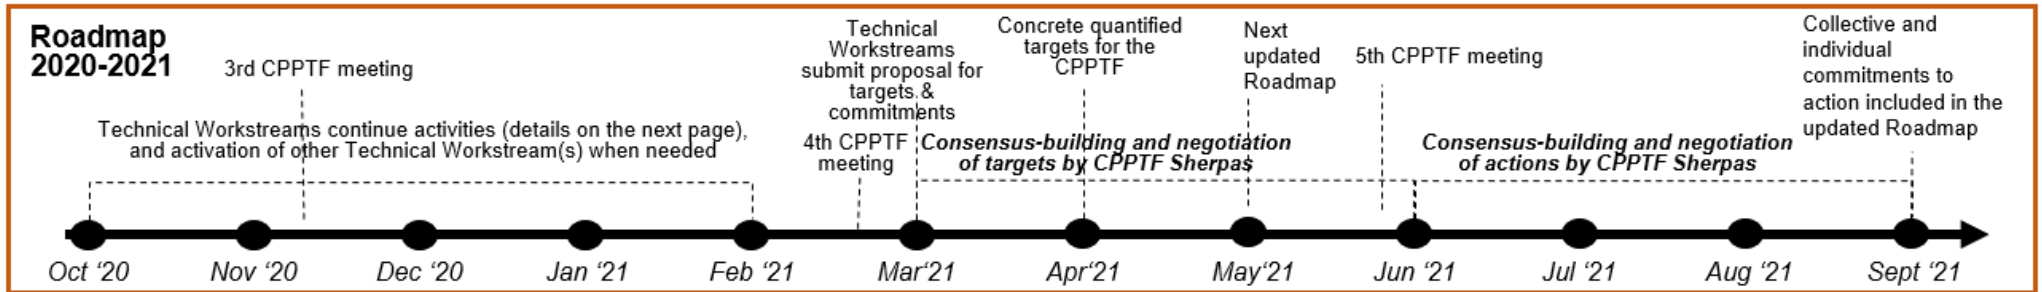 Roadmap
2020-2021
3rd CPPTF meeting
Technical Workstreams continue activities (details on the next page),
and activation of other Technical Workstream(s) when needed
Technical
Workstreams
submit proposal for
targets &
commitments
4th CPPTF
meeting
Concrete quantified
targets for the
CPPTF
Consensus-building and negotiation
of targets by CPPTF Sherpas
Next
updated
Roadmap
5th CPPTF meeting
Consensus-building and negotiation
of actions by CPPTF Sherpas
Collective and
individual
commitments to
action included in the
updated Roadmap
Oct ‘20
Nov ‘20
Dec ‘20
Jan ‘21
Feb ‘21
Mar‘21
Apr‘21
May‘21
Jun ‘21
Jul ‘21
Aug ‘21
Sept ‘21